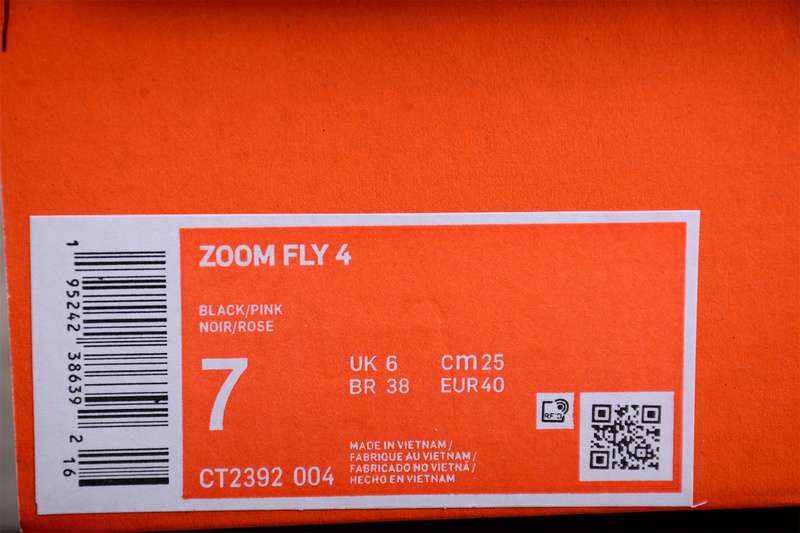 ZOOM FLY 4
BLACK/PINK
NOIR/ROSE
7
UK 6 cm 25
BR 38 EUR 40
CT2392 004
MADE IN VIETNAM /
FABRIQUE AU VIETNAM /
FABRICADO NO VIETNÃ /
HECHO EN VIETNAM
RFID
1 95242 38639 2 16